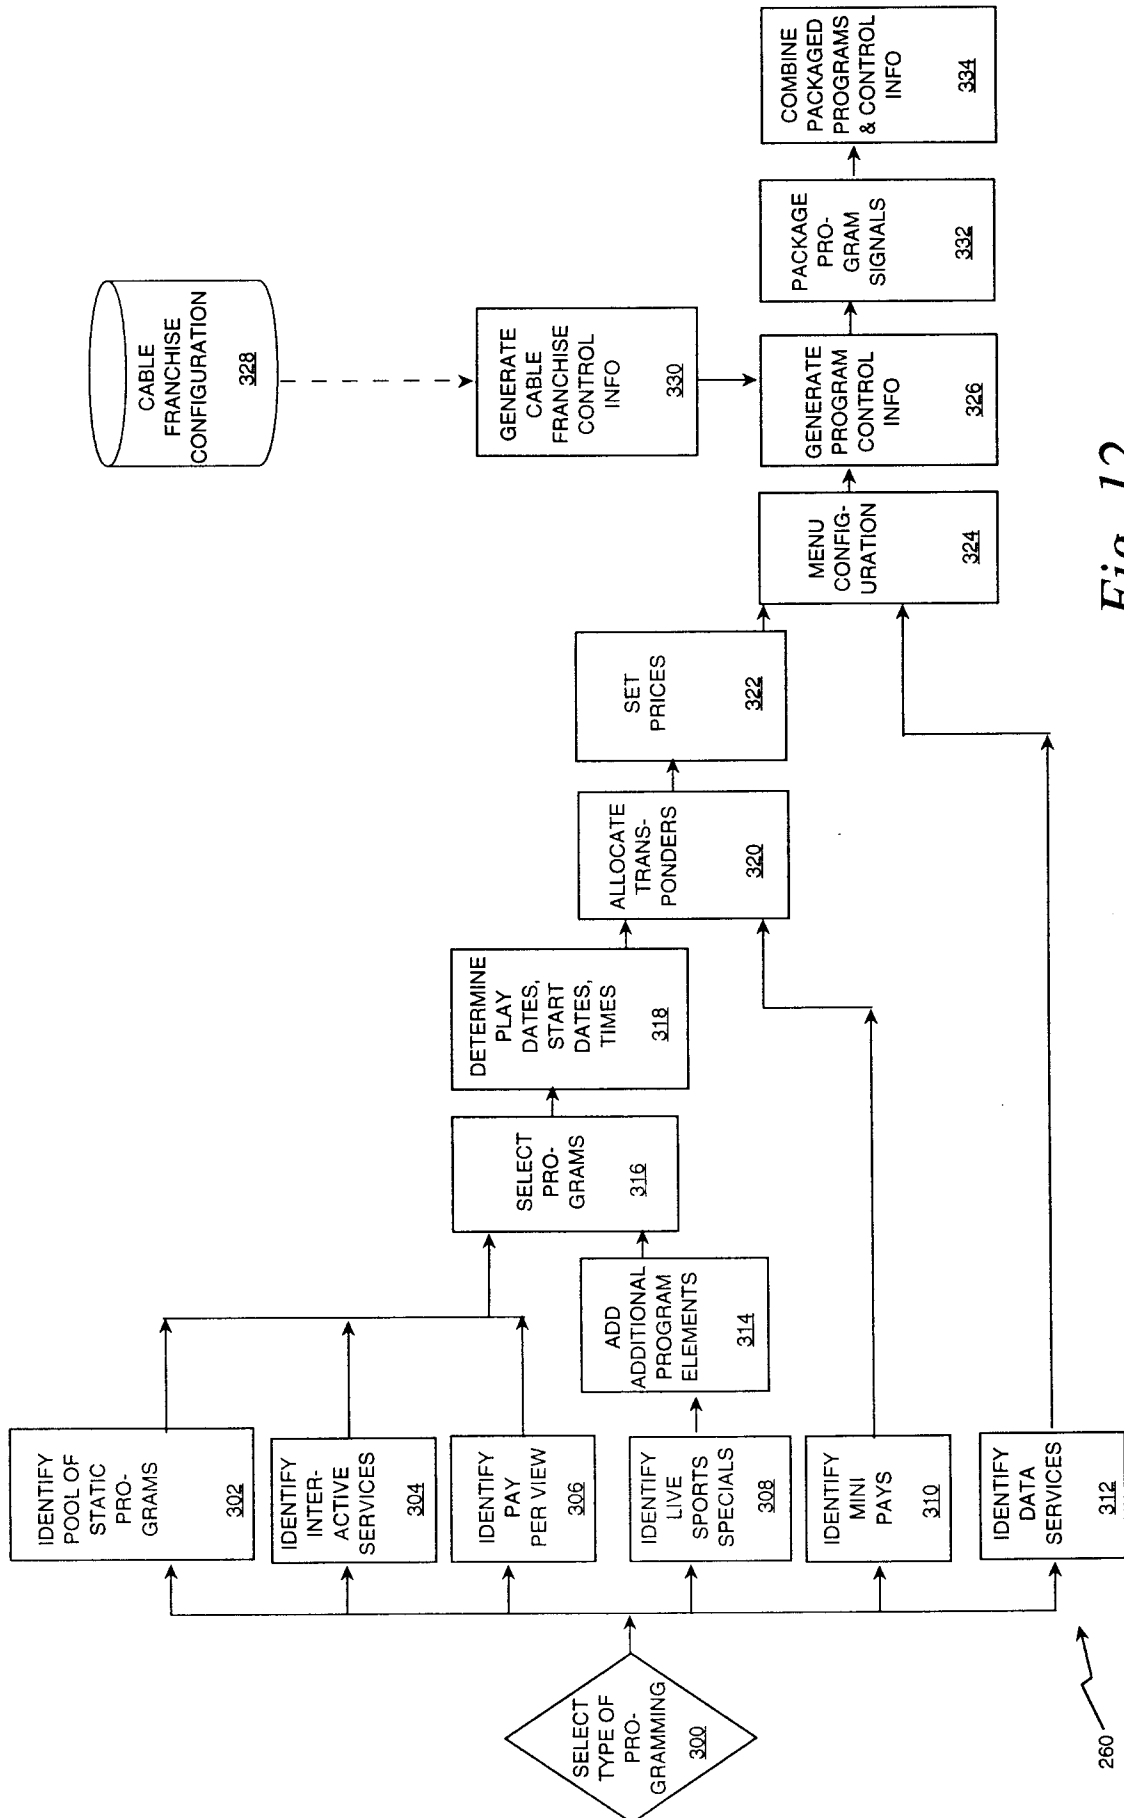 SELECT
TYPE OF
PRO-
GRAMMING
300
IDENTIFY
POOL OF
STATIC
PRO-
GRAMS
302
IDENTIFY
INTER-
ACTIVE
SERVICES
304
IDENTIFY
PAY
PER VIEW
306
IDENTIFY
LIVE
SPORTS
SPECIALS
308
IDENTIFY
MINI
PAYS
310
IDENTIFY
DATA
SERVICES
312
ADD
ADDITIONAL
PROGRAM
ELEMENTS
314
SELECT
PRO-
GRAMS
316
DETERMINE
PLAY
DATES,
START
DATES,
TIMES
318
ALLOCATE
TRANS-
PONDERS
320
SET
PRICES
322
MENU
CONFIG-
URATION
324
CABLE
FRANCHISE
CONFIGURATION
328
GENERATE
CABLE
FRANCHISE
CONTROL
INFO
330
GENERATE
PROGRAM
CONTROL
INFO
326
PACKAGE
PRO-
GRAM
SIGNALS
332
COMBINE
PACKAGED
PROGRAMS
& CONTROL
INFO
334
260
Fig. 12